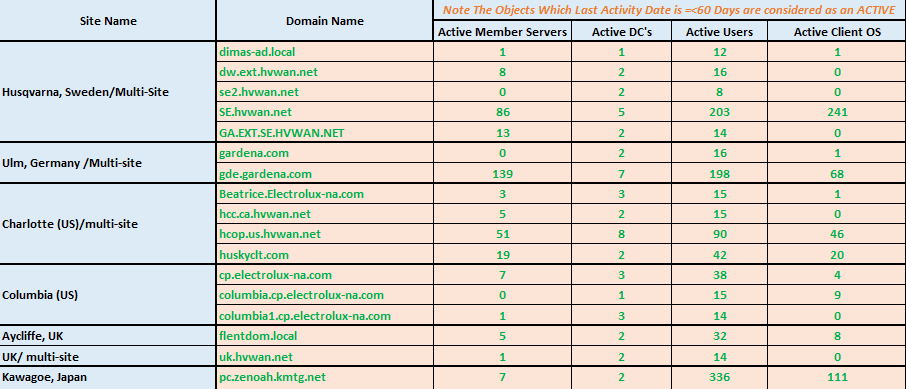 Site Name Domain Name Note The Objects Which Last Activity Date is =<60 Days are considered as an ACTIVE
Active Member Servers Active DC's Active Users Active Client OS
Husqvarna, Sweden/Multi-Site dimas-ad.local 1 1 12 1
dw.ext.hvwan.net 8 2 16 0
se2.hvwan.net 0 2 8 0
SE.hvwan.net 86 5 203 241
GA.EXT.SE.HVWAN.NET 13 2 14 0
Ulm, Germany /Multi-site gardena.com 0 2 16 1
gde.gardena.com 139 7 198 68
Charlotte (US)/multi-site Beatrice.Electrolux-na.com 3 3 15 1
hcc.ca.hvwan.net 5 2 15 0
hcop.us.hvwan.net 51 8 90 46
huskyclt.com 19 2 42 20
Columbia (US) cp.electrolux-na.com 7 3 38 4
columbia.cp.electrolux-na.com 0 1 15 9
columbia1.cp.electrolux-na.com 1 3 14 0
Aycliffe, UK flentdom.local 5 2 32 8
UK/ multi-site uk.hvwan.net 1 2 14 0
Kawagoe, Japan pc.zenoah.kmtg.net 7 2 336 111